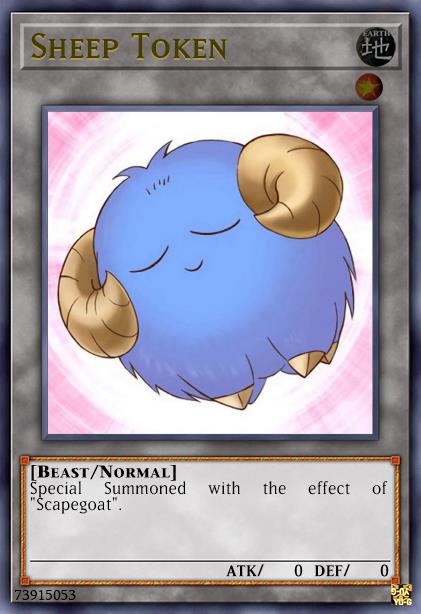 Sheep Token
EARTH
地
[Beast/Normal]
Special Summoned with the effect of
"Scapegoat".
ATK/ 0 DEF/ 0
73915053